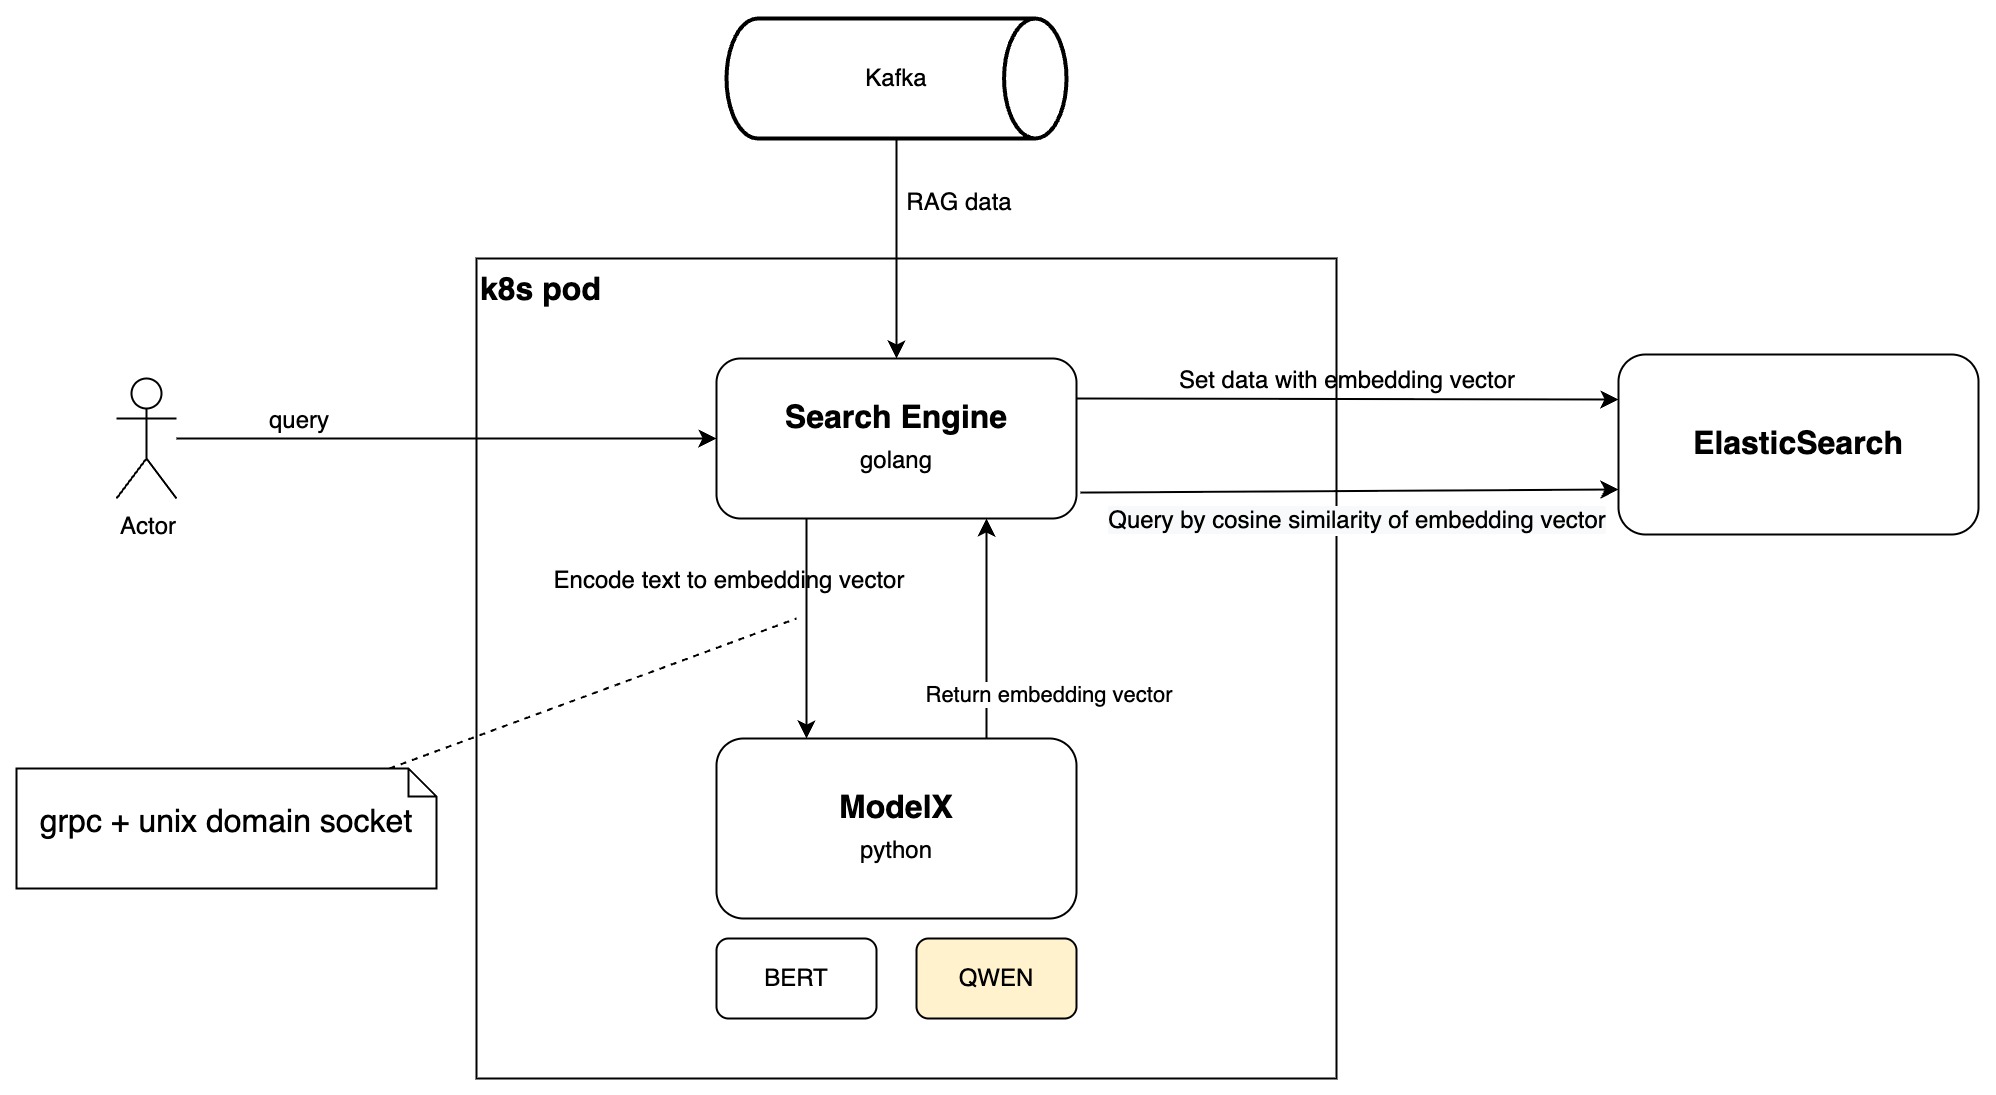 Kafka
RAG data
k8s pod
query
Actor
Search Engine
golang
Set data with embedding vector
Query by cosine similarity of embedding vector
ElasticSearch
Encode text to embedding vector
Return embedding vector
grpc + unix domain socket
ModelX
python
BERT
QWEN